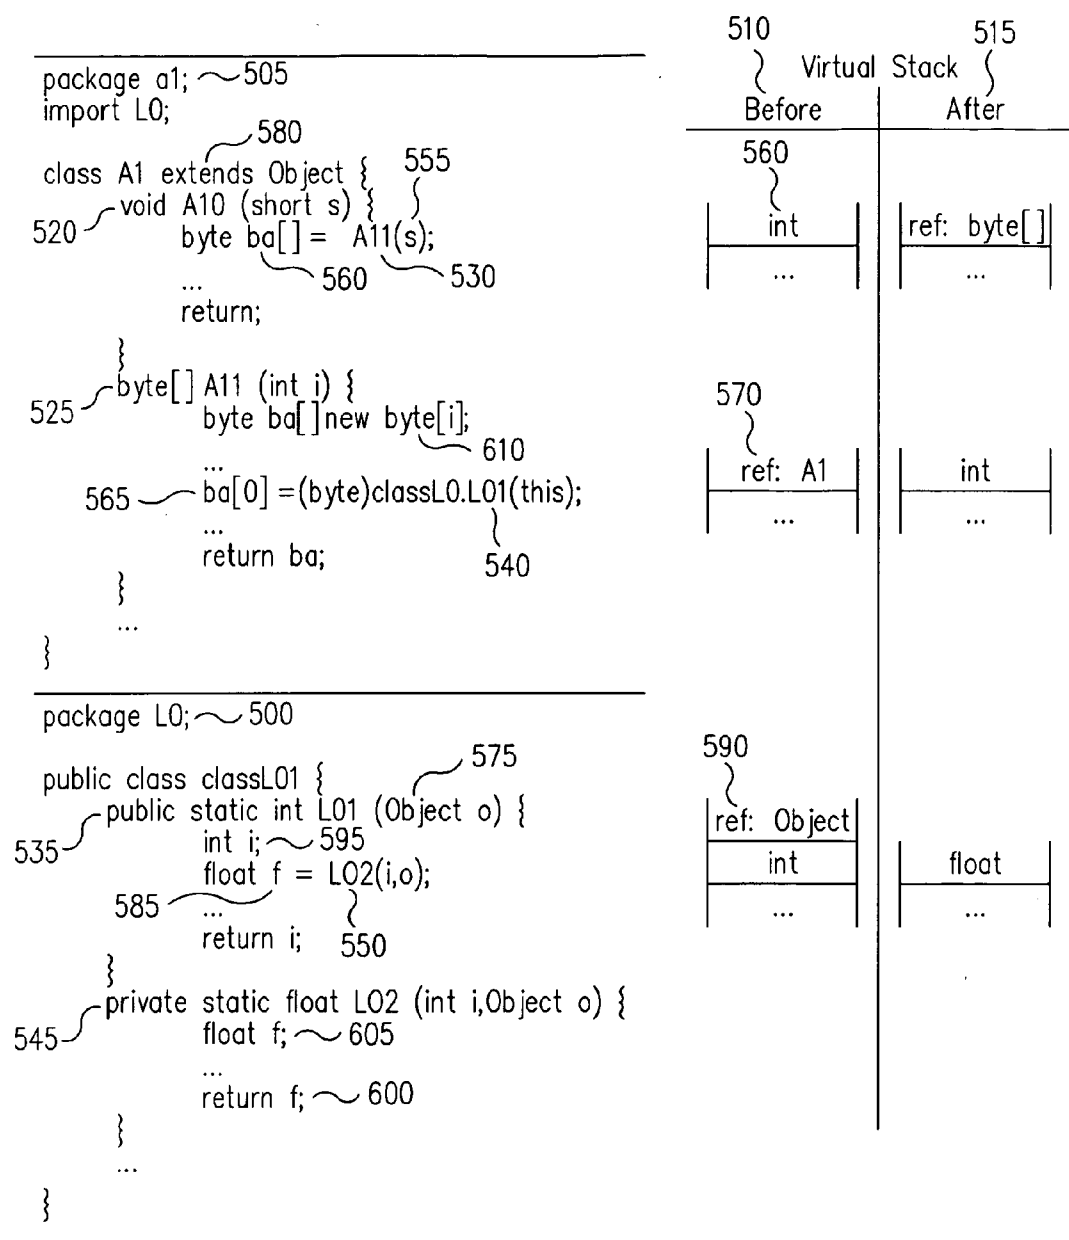 510 515
Virtual Stack
Before After
package a1; 505
import L0;
580
class A1 extends Object { 555
520 void A10 (short s) {
byte ba[] = A11(s);
560 530
...
return;
}
560
int ref: byte[]
... ...
525 byte[] A11 (int i) {
byte ba[]new byte[i];
610
...
565 ba[0] =(byte)classL0.L01(this);
...
540
return ba;
}
...
}
570
ref: A1 int
... ...
package L0; 500
575
public class classL01 {
535 public static int L01 (Object o) {
int i; 595
float f = L02(i,o);
585 ...
return i; 550
}
590
ref: Object
int float
... ...
545 private static float L02 (int i,Object o) {
float f; 605
...
return f; 600
}
...
}